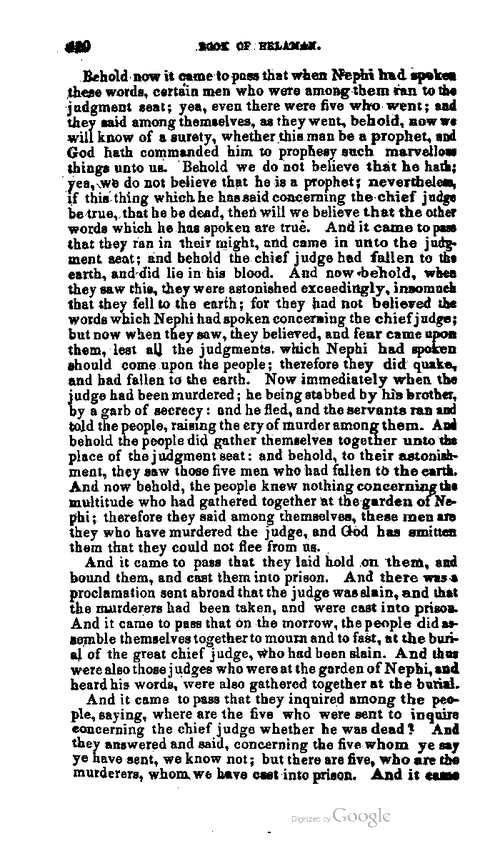 420 BOOK OF HELAMAN.
Behold now it came to pass that when Nephi had spoken
these words, certain men who were among them ran to the
judgment seat; yea, even there were five who went; and
they said among themselves, as they went, behold, now we
will know of a surety, whether this man be a prophet, and
God hath commanded him to prophesy such marvellous
things unto us. Behold we do not believe that he hath;
yea, we do not believe that he is a prophet; nevertheless,
if this thing which he has said concerning the chief judge
be true, that he be dead, then will we believe that the other
words which he has spoken are true. And it came to pass
that they ran in their might, and came in unto the judg-
ment seat; and behold the chief judge had fallen to the
earth, and did lie in his blood. And now behold, when
they saw this, they were astonished exceedingly, insomuch
that they fell to the earth; for they had not believed the
words which Nephi had spoken concerning the chief judge;
but now when they saw, they believed, and fear came upon
them, lest all the judgments which Nephi had spoken
should come upon the people; therefore they did quake,
and had fallen to the earth. Now immediately when the
judge had been murdered; he being stabbed by his brother,
by a garb of secrecy: and he fled, and the servants ran and
told the people, raising the cry of murder among them. And
behold the people did gather themselves together unto the
place of the judgment seat: and behold, to their astonish-
ment, they saw those five men who had fallen to the earth.
And now behold, the people knew nothing concerning the
multitude who had gathered together at the garden of Ne-
phi; therefore they said among themselves, these men are
they who have murdered the judge, and God has smitten
them that they could not flee from us.
And it came to pass that they laid hold on them, and
bound them, and cast them into prison. And there was a
proclamation sent abroad that the judge was slain, and that
the murderers had been taken, and were cast into prison.
And it came to pass that on the morrow, the people did as-
semble themselves together to mourn and to fast, at the buri-
al of the great chief judge, who had been slain. And thus
were also those judges who were at the garden of Nephi, and
heard his words, were also gathered together at the burial.
And it came to pass that they inquired among the peo-
ple, saying, where are the five who were sent to inquire
concerning the chief judge whether he was dead? And
they answered and said, concerning the five whom ye say
ye have sent, we know not; but there are five, who are the
murderers, whom we have cast into prison. And it came
Digitized by Google